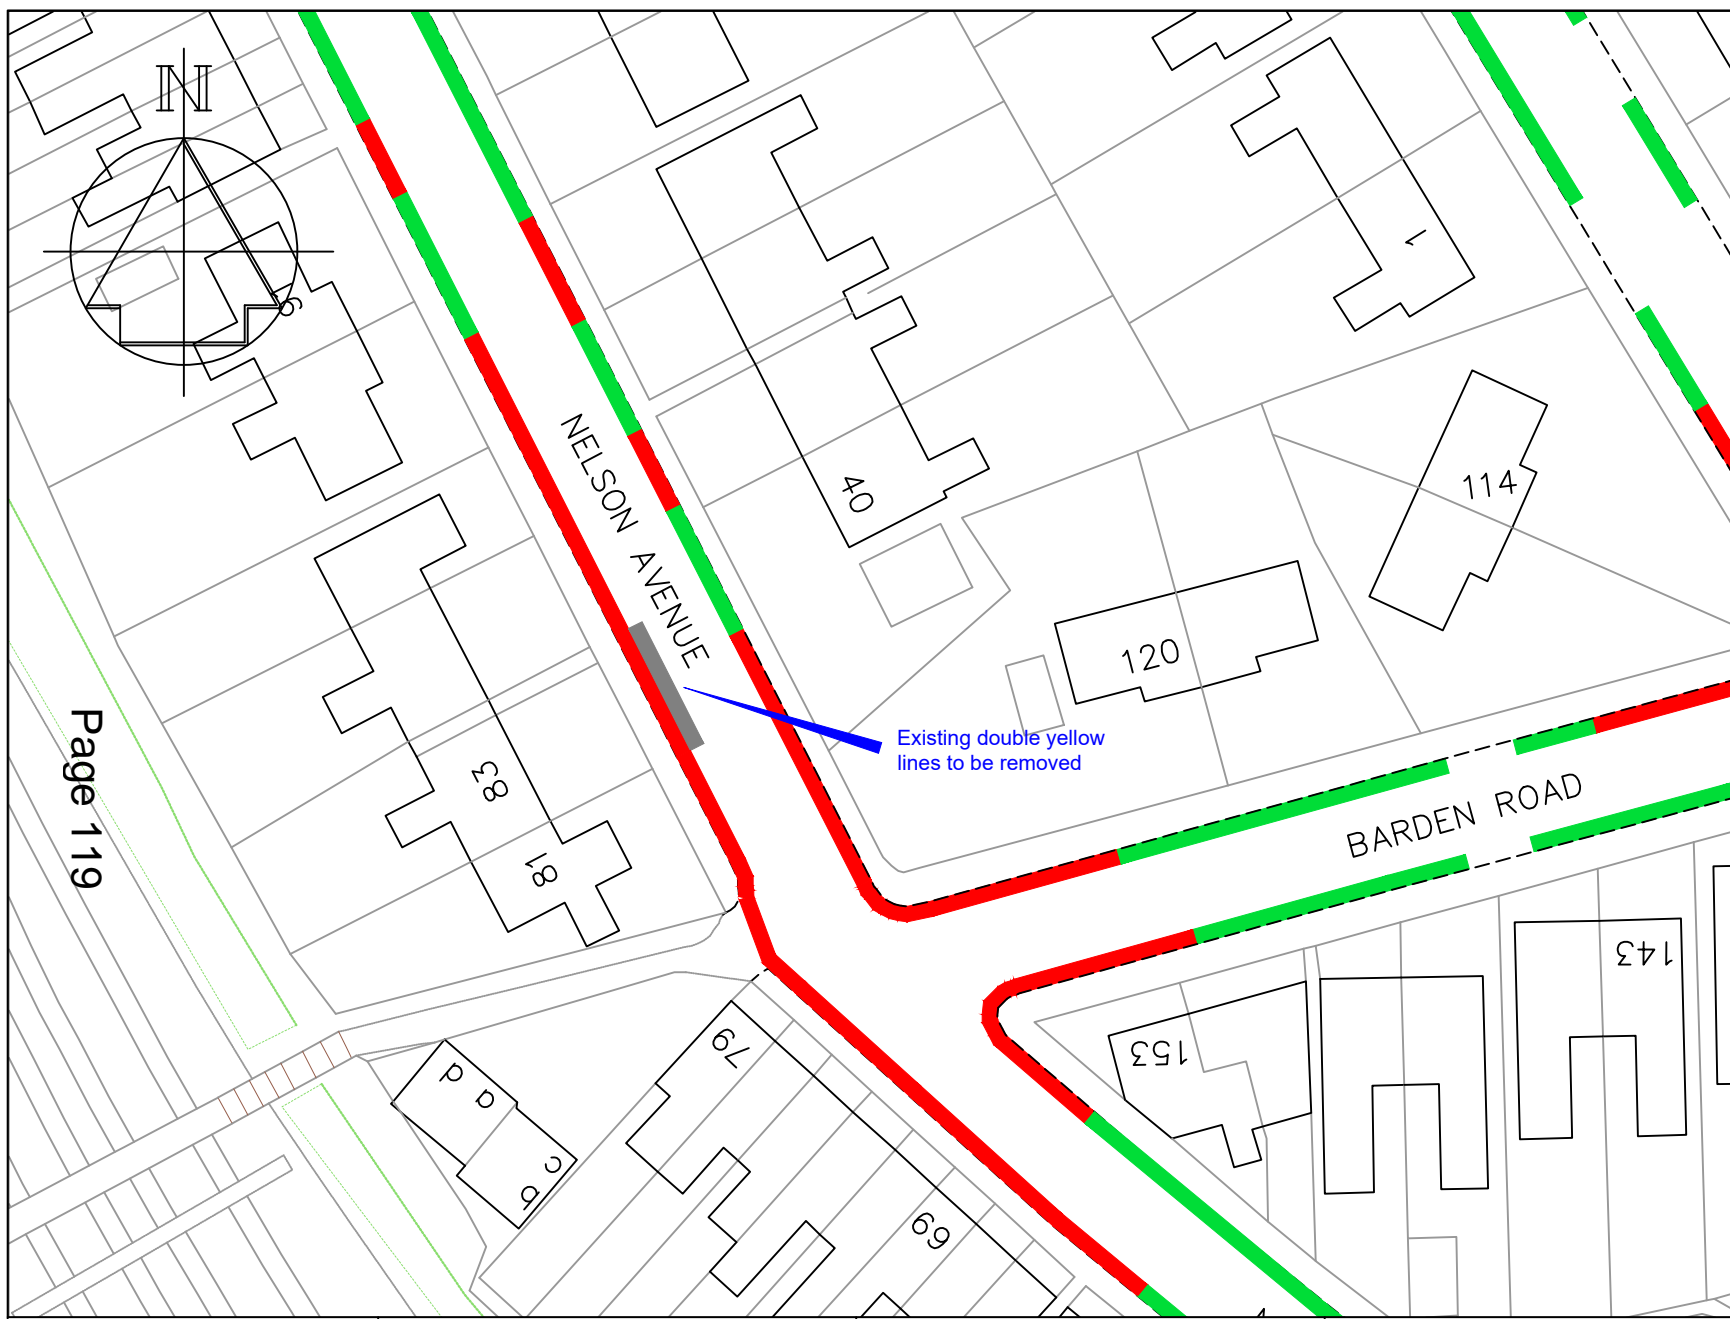 N
1
NELSON AVENUE
40
114
120
Existing double yellow
lines to be removed
Page 119
83
81
BARDEN ROAD
143
153
79
d
a
c
b
69